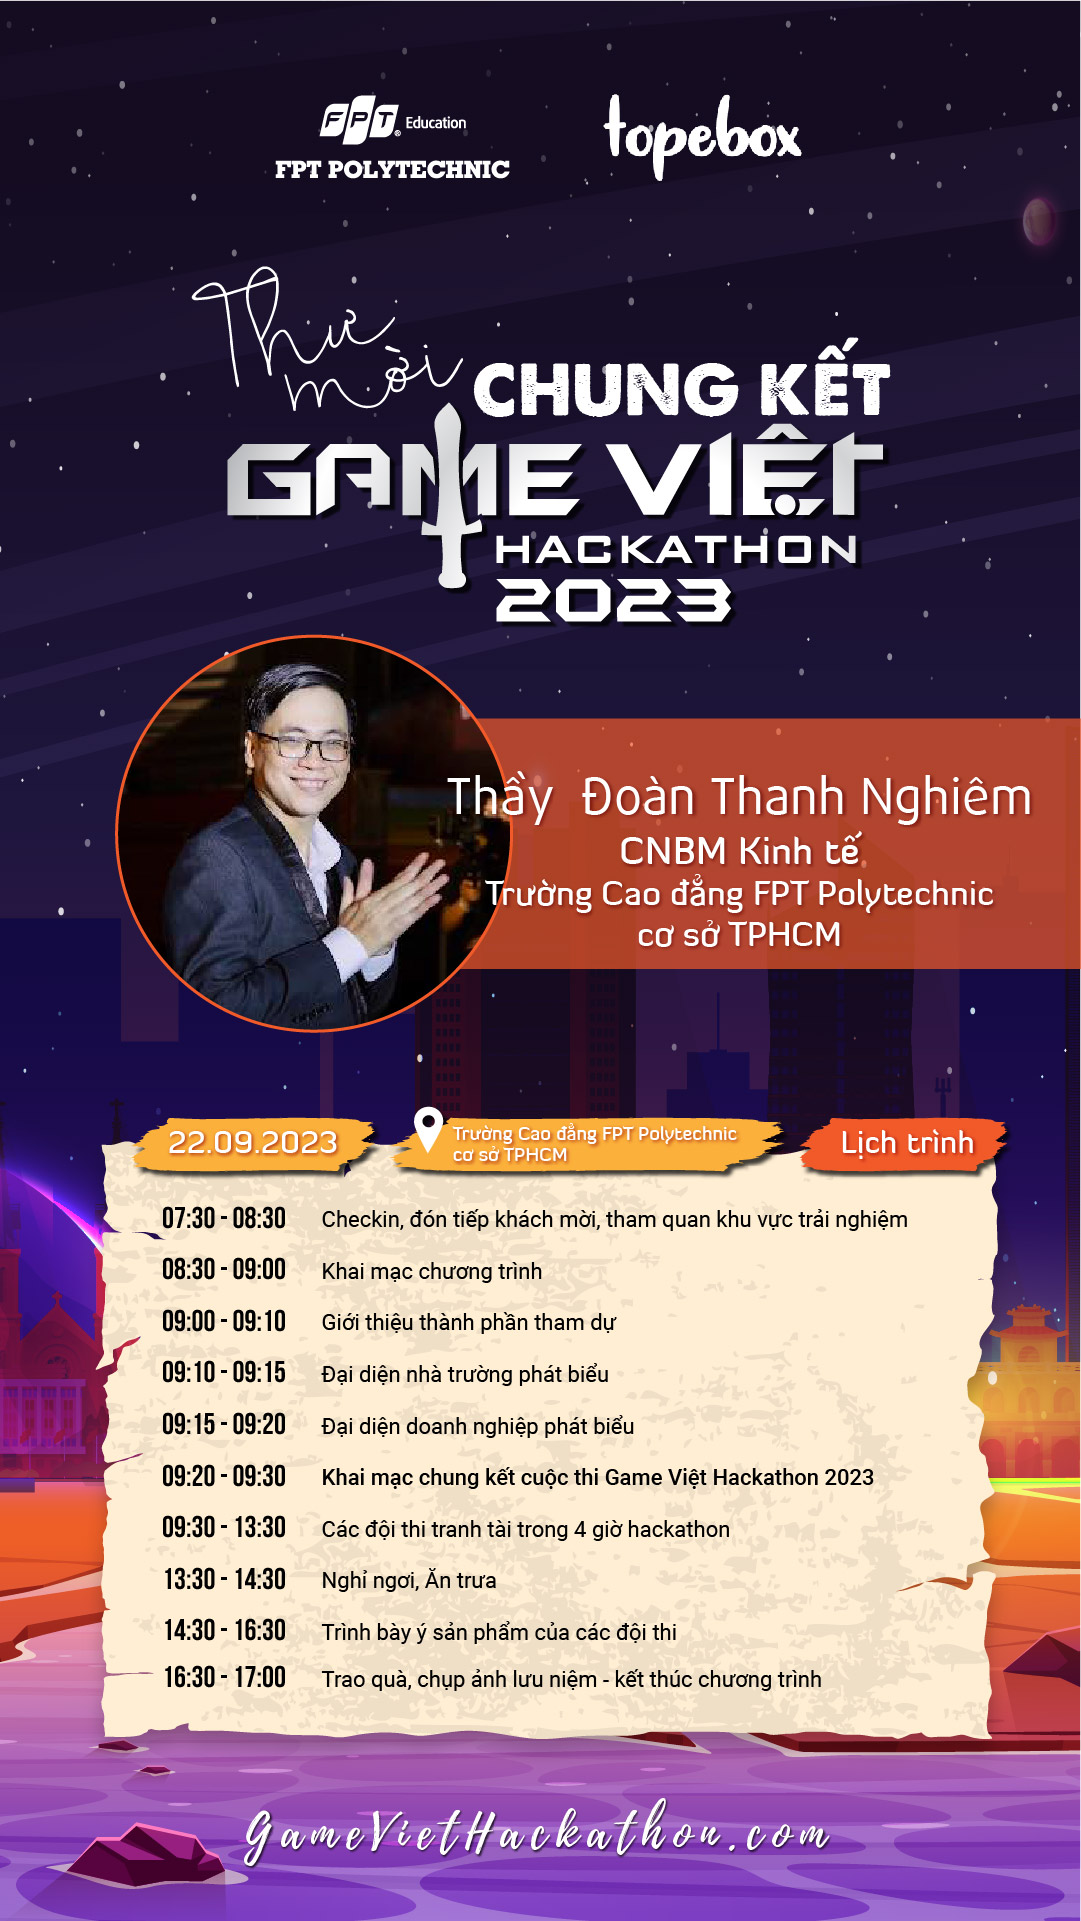 FPT Education
FPT POLYTECHNIC
topebox
Thư mời
CHUNG KẾT
GAME VIỆT
HACKATHON
2023
Thầy Đoàn Thanh Nghiêm
CNBM Kinh tế
Trường Cao đẳng FPT Polytechnic
cơ sở TPHCM
22.09.2023
Trường Cao đẳng FPT Polytechnic
cơ sở TPHCM
Lịch trình
07:30 - 08:30 Checkin, đón tiếp khách mời, tham quan khu vực trải nghiệm
08:30 - 09:00 Khai mạc chương trình
09:00 - 09:10 Giới thiệu thành phần tham dự
09:10 - 09:15 Đại diện nhà trường phát biểu
09:15 - 09:20 Đại diện doanh nghiệp phát biểu
09:20 - 09:30 Khai mạc chung kết cuộc thi Game Việt Hackathon 2023
09:30 - 13:30 Các đội thi tranh tài trong 4 giờ hackathon
13:30 - 14:30 Nghỉ ngơi, Ăn trưa
14:30 - 16:30 Trình bày ý sản phẩm của các đội thi
16:30 - 17:00 Trao quà, chụp ảnh lưu niệm - kết thúc chương trình
GameVietHackathon.com